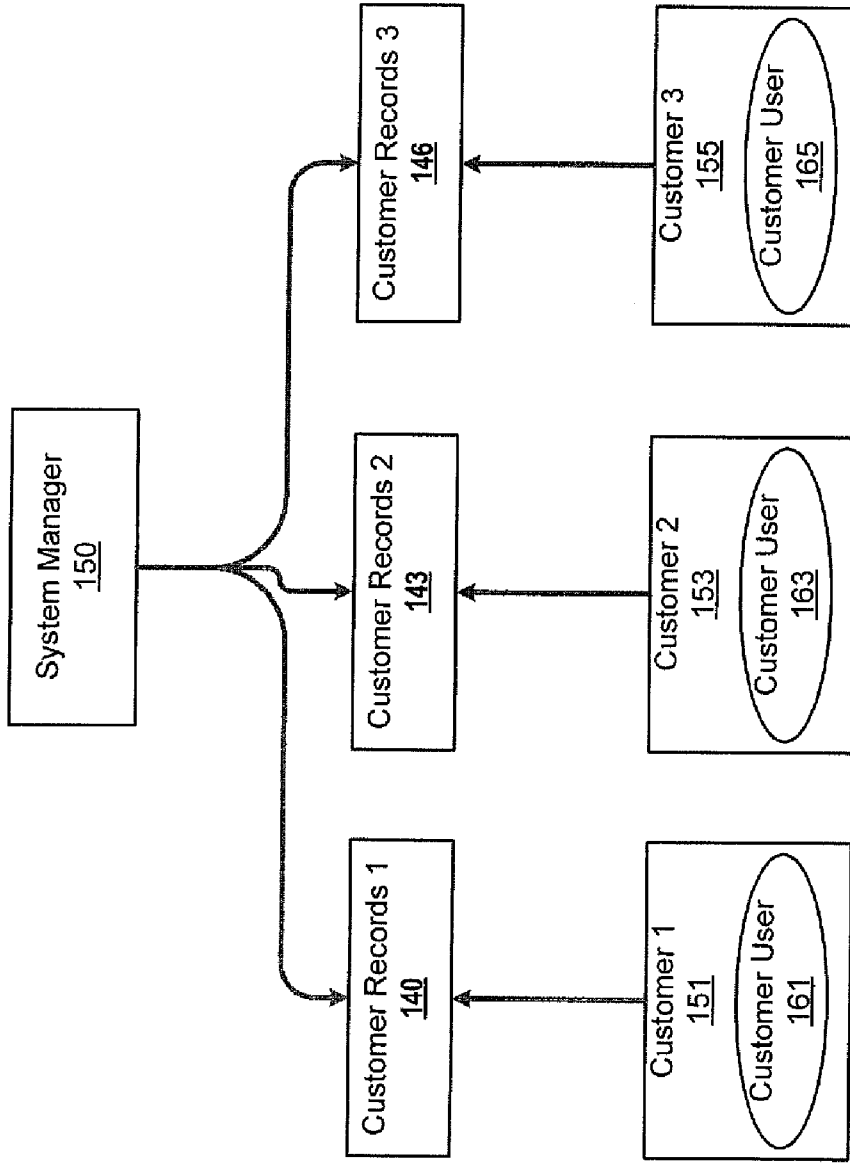 System Manager
150
Customer Records 1
140
Customer Records 2
143
Customer Records 3
146
Customer 1
151
Customer User
161
Customer 2
153
Customer User
163
Customer 3
155
Customer User
165